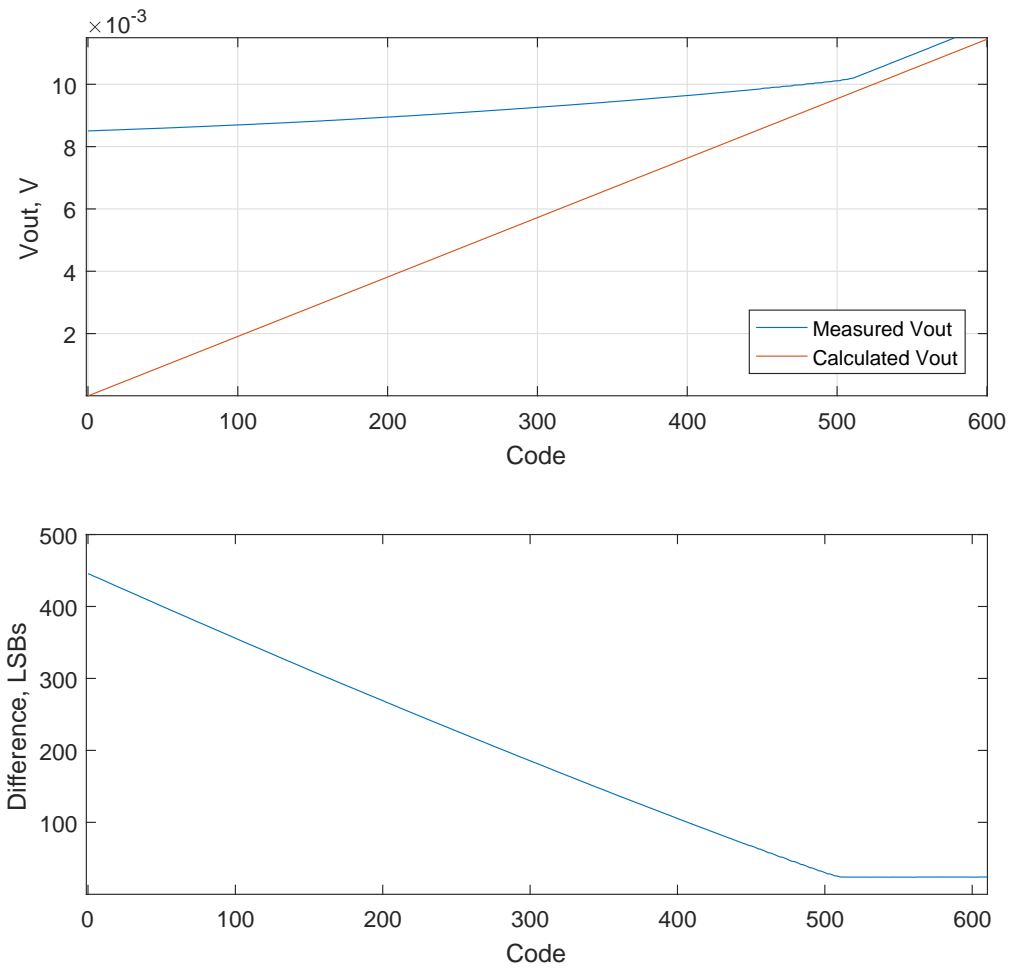 ×10⁻³
10
8
6
4
2
Vout, V
Measured Vout
Calculated Vout
0 100 200 300 400 500 600
Code
500
400
300
200
100
Difference, LSBs
0 100 200 300 400 500 600
Code